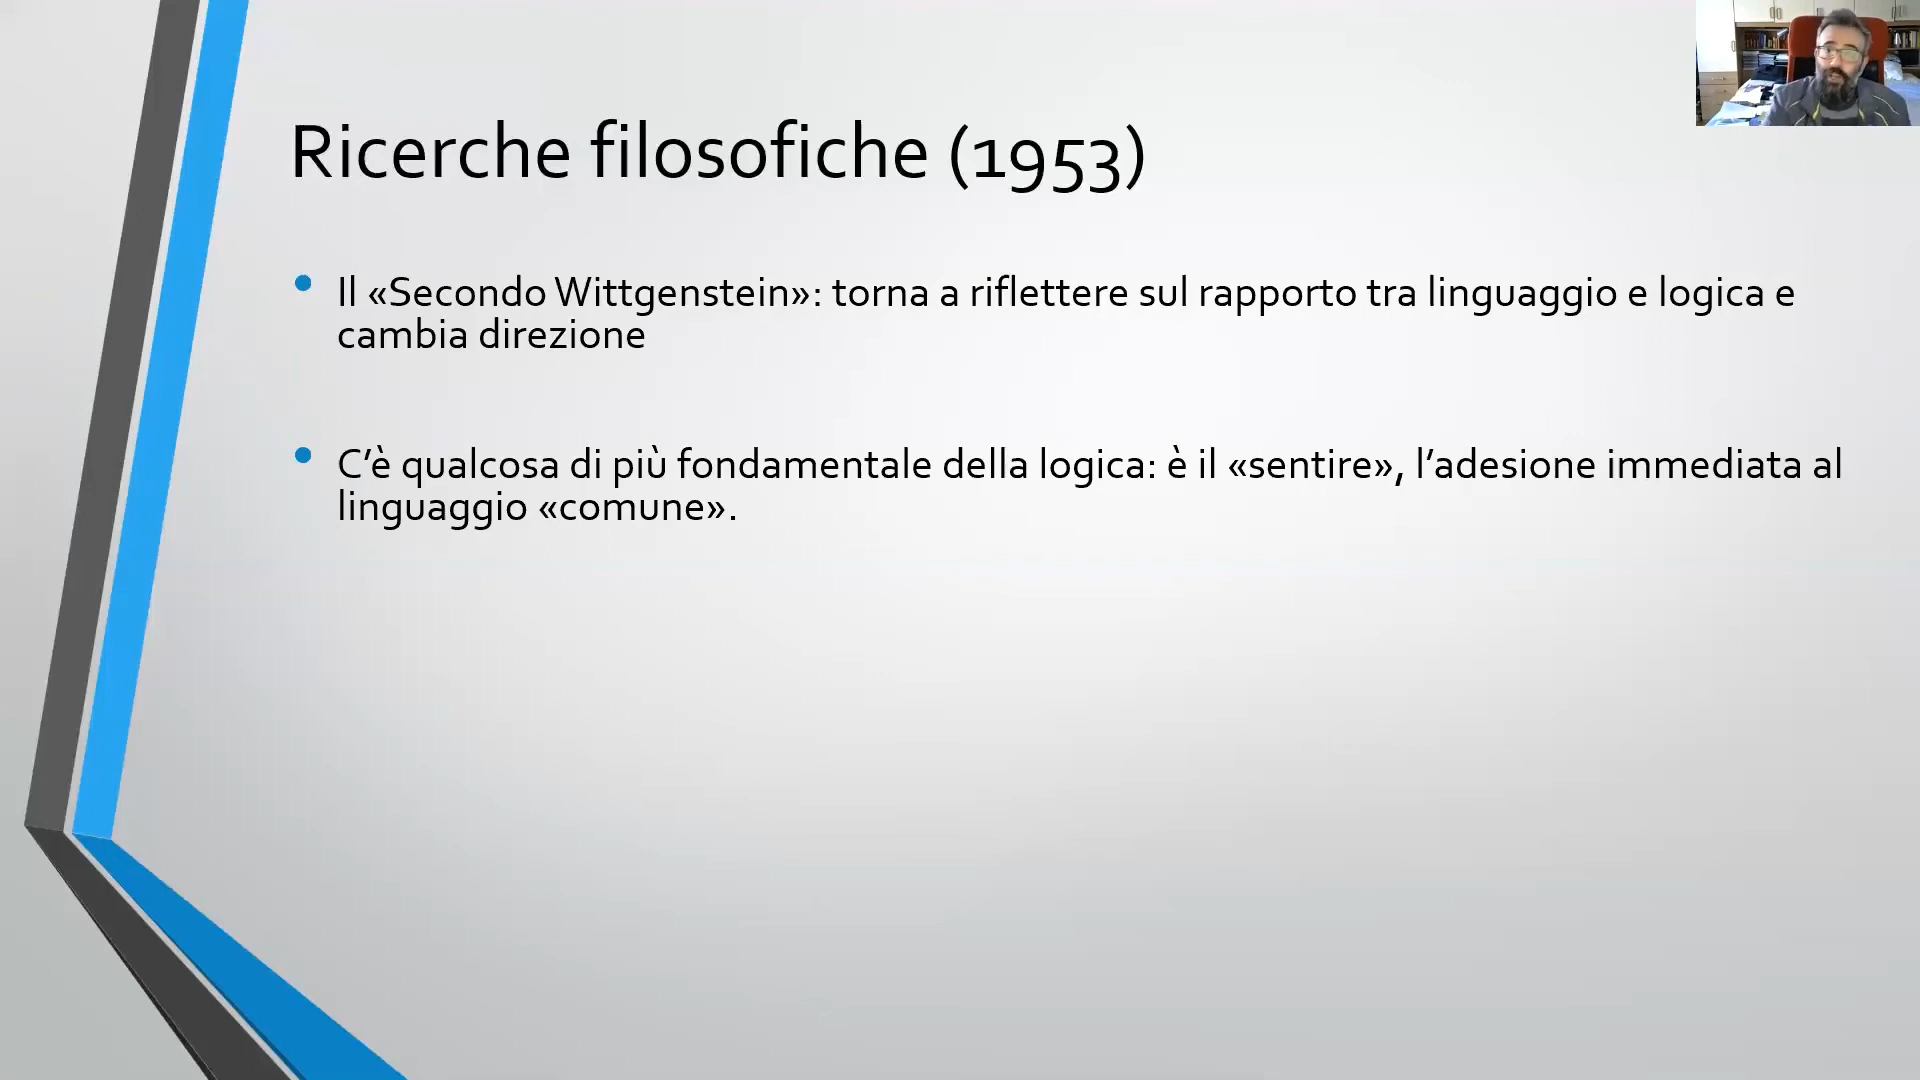 Ricerche filosofiche (1953)
Il «Secondo Wittgenstein»: torna a riflettere sul rapporto tra linguaggio e logica e
cambia direzione
C’è qualcosa di più fondamentale della logica: è il «sentire», l’adesione immediata al
linguaggio «comune».